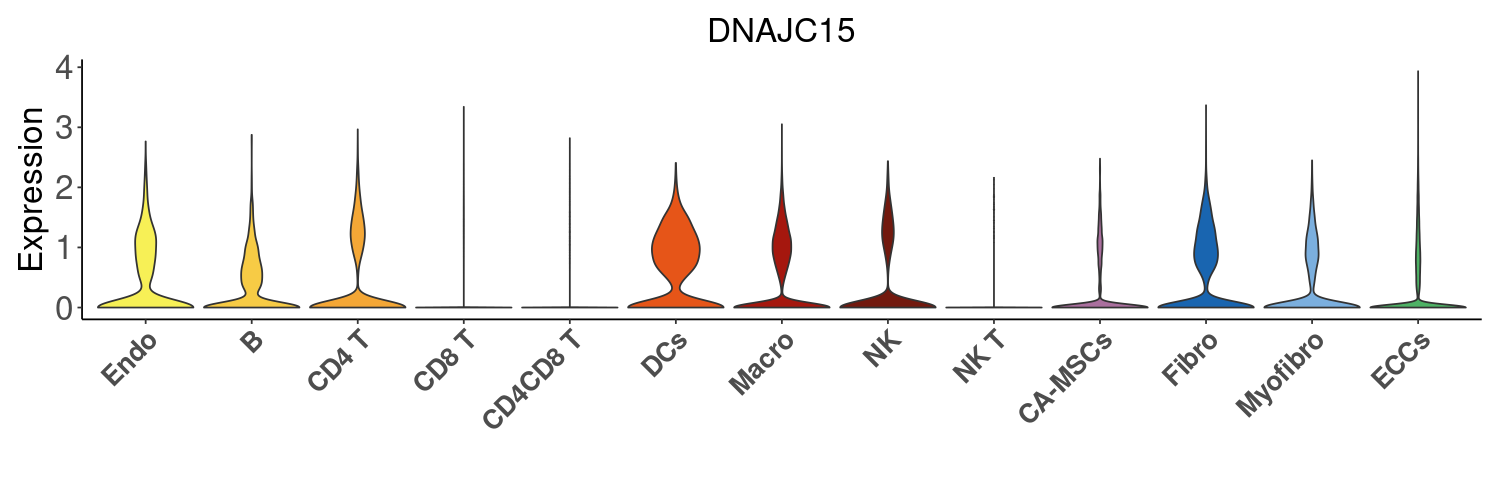 DNAJC15
Expression
4
3
2
1
0
Endo
B
CD4 T
CD8 T
CD4CD8 T
DCs
Macro
NK
NK T
CA-MSCs
Fibro
Myofibro
ECCs